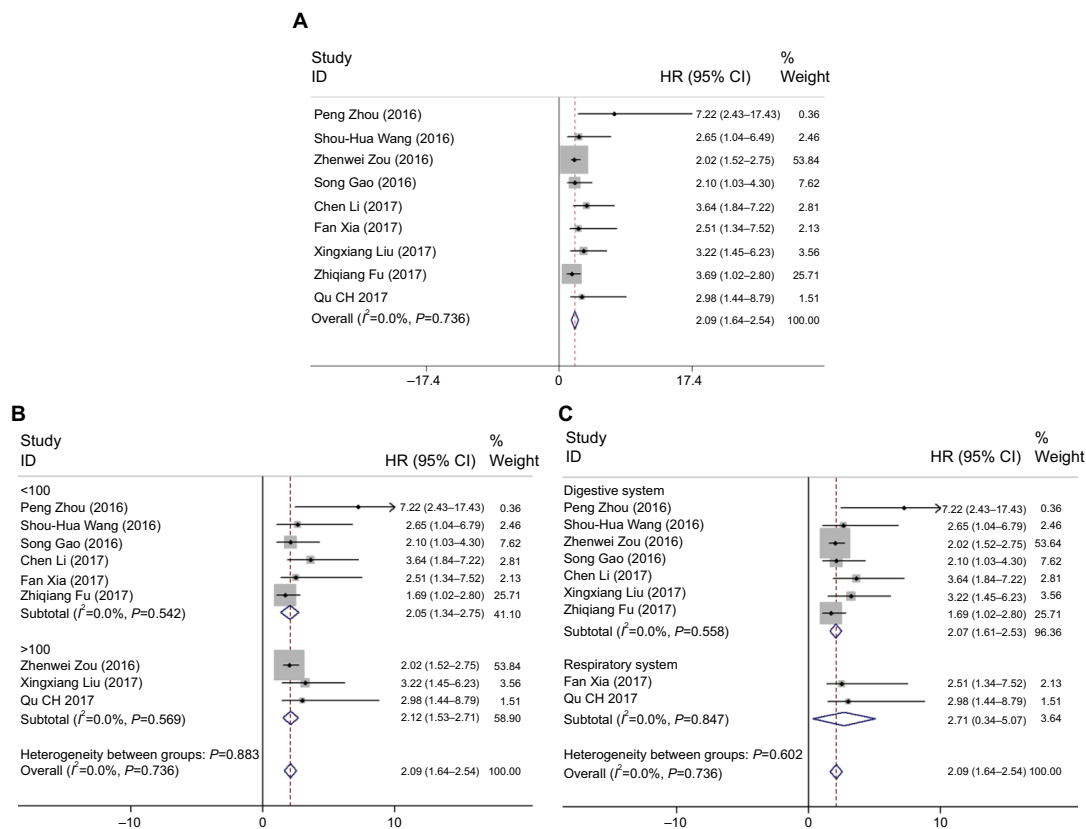 A
Study
ID HR (95% CI) % Weight
Peng Zhou (2016) 7.22 (2.43–17.43) 0.36
Shou-Hua Wang (2016) 2.65 (1.04–6.49) 2.46
Zhenwei Zou (2016) 2.02 (1.52–2.75) 53.84
Song Gao (2016) 2.10 (1.03–4.30) 7.62
Chen Li (2017) 3.64 (1.84–7.22) 2.81
Fan Xia (2017) 2.51 (1.34–7.52) 2.13
Xingxiang Liu (2017) 3.22 (1.45–6.23) 3.56
Zhiqiang Fu (2017) 3.69 (1.02–2.80) 25.71
Qu CH 2017 2.98 (1.44–8.79) 1.51
Overall (I²=0.0%, P=0.736) 2.09 (1.64–2.54) 100.00
–17.4 0 17.4
B
Study
ID HR (95% CI) % Weight
<100
Peng Zhou (2016) 7.22 (2.43–17.43) 0.36
Shou-Hua Wang (2016) 2.65 (1.04–6.79) 2.46
Song Gao (2016) 2.10 (1.03–4.30) 7.62
Chen Li (2017) 3.64 (1.84–7.22) 2.81
Fan Xia (2017) 2.51 (1.34–7.52) 2.13
Zhiqiang Fu (2017) 1.69 (1.02–2.80) 25.71
Subtotal (I²=0.0%, P=0.542) 2.05 (1.34–2.75) 41.10
>100
Zhenwei Zou (2016) 2.02 (1.52–2.75) 53.84
Xingxiang Liu (2017) 3.22 (1.45–6.23) 3.56
Qu CH 2017 2.98 (1.44–8.79) 1.51
Subtotal (I²=0.0%, P=0.569) 2.12 (1.53–2.71) 58.90
Heterogeneity between groups: P=0.883
Overall (I²=0.0%, P=0.736) 2.09 (1.64–2.54) 100.00
–10 0 10
C
Study
ID HR (95% CI) % Weight
Digestive system
Peng Zhou (2016) 7.22 (2.43–17.43) 0.36
Shou-Hua Wang (2016) 2.65 (1.04–6.79) 2.46
Zhenwei Zou (2016) 2.02 (1.52–2.75) 53.64
Song Gao (2016) 2.10 (1.03–4.30) 7.62
Chen Li (2017) 3.64 (1.84–7.22) 2.81
Xingxiang Liu (2017) 3.22 (1.45–6.23) 3.56
Zhiqiang Fu (2017) 1.69 (1.02–2.80) 25.71
Subtotal (I²=0.0%, P=0.558) 2.07 (1.61–2.53) 96.36
Respiratory system
Fan Xia (2017) 2.51 (1.34–7.52) 2.13
Qu CH 2017 2.98 (1.44–8.79) 1.51
Subtotal (I²=0.0%, P=0.847) 2.71 (0.34–5.07) 3.64
Heterogeneity between groups: P=0.602
Overall (I²=0.0%, P=0.736) 2.09 (1.64–2.54) 100.00
–10 0 10